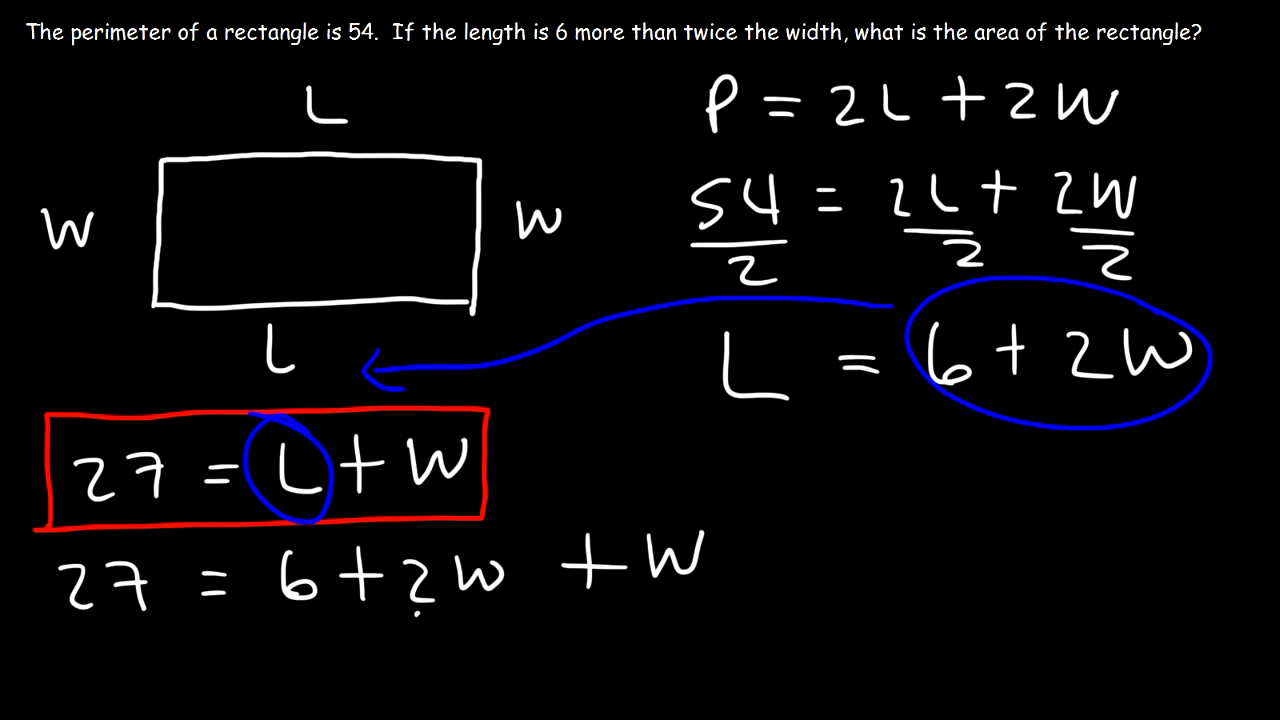 The perimeter of a rectangle is 54. If the length is 6 more than twice the width, what is the area of the rectangle?
L
W
W
L
P = 2L + 2W
54/2 = 2L/2 + 2W/2
L = 6 + 2W
27 = L + W
27 = 6 + 2W + W